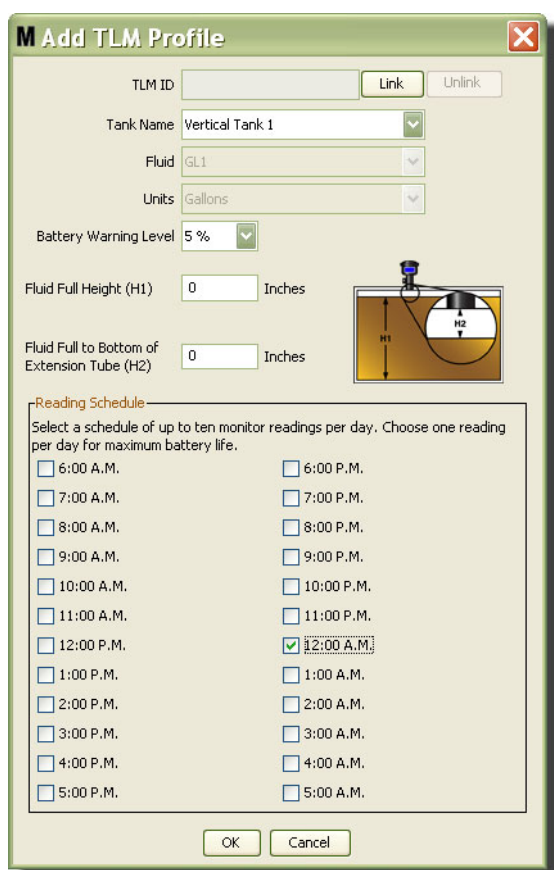 M Add TLM Profile
TLM ID Link Unlink
Tank Name Vertical Tank 1
Fluid GL1
Units Gallons
Battery Warning Level 5 %
Fluid Full Height (H1) 0 Inches
H1 H2
Fluid Full to Bottom of
Extension Tube (H2) 0 Inches
Reading Schedule
Select a schedule of up to ten monitor readings per day. Choose one reading
per day for maximum battery life.
6:00 A.M. 6:00 P.M.
7:00 A.M. 7:00 P.M.
8:00 A.M. 8:00 P.M.
9:00 A.M. 9:00 P.M.
10:00 A.M. 10:00 P.M.
11:00 A.M. 11:00 P.M.
12:00 P.M. 12:00 A.M.
1:00 P.M. 1:00 A.M.
2:00 P.M. 2:00 A.M.
3:00 P.M. 3:00 A.M.
4:00 P.M. 4:00 A.M.
5:00 P.M. 5:00 A.M.
OK Cancel